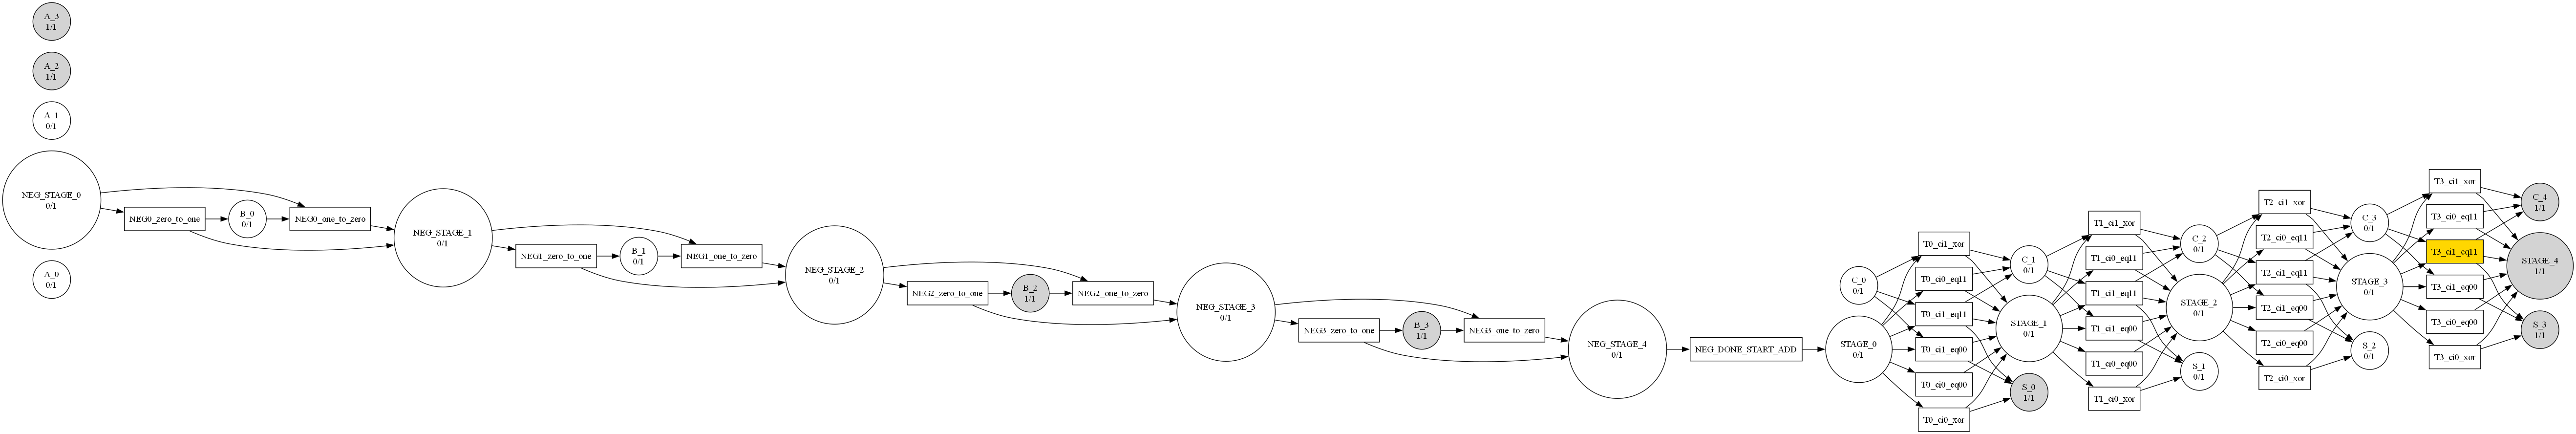 A_3
1/1
A_2
1/1
A_1
0/1
NEG_STAGE_0
0/1
A_0
0/1
NEG0_zero_to_one
B_0
0/1
NEG0_one_to_zero
NEG_STAGE_1
0/1
NEG1_zero_to_one
B_1
0/1
NEG1_one_to_zero
NEG_STAGE_2
0/1
NEG2_zero_to_one
B_2
1/1
NEG2_one_to_zero
NEG_STAGE_3
0/1
NEG3_zero_to_one
B_3
1/1
NEG3_one_to_zero
NEG_STAGE_4
0/1
NEG_DONE_START_ADD
C_0
0/1
STAGE_0
0/1
T0_ci1_xor
T0_ci0_eq11
T0_ci1_eq11
T0_ci1_eq00
T0_ci0_eq00
T0_ci0_xor
C_1
0/1
STAGE_1
0/1
S_0
1/1
T1_ci1_xor
T1_ci0_eq11
T1_ci1_eq11
T1_ci1_eq00
T1_ci0_eq00
T1_ci0_xor
C_2
0/1
STAGE_2
0/1
S_1
0/1
T2_ci1_xor
T2_ci0_eq11
T2_ci1_eq11
T2_ci1_eq00
T2_ci0_eq00
T2_ci0_xor
C_3
0/1
STAGE_3
0/1
S_2
0/1
T3_ci1_xor
T3_ci0_eq11
T3_ci1_eq11
T3_ci1_eq00
T3_ci0_eq00
T3_ci0_xor
C_4
1/1
STAGE_4
1/1
S_3
1/1